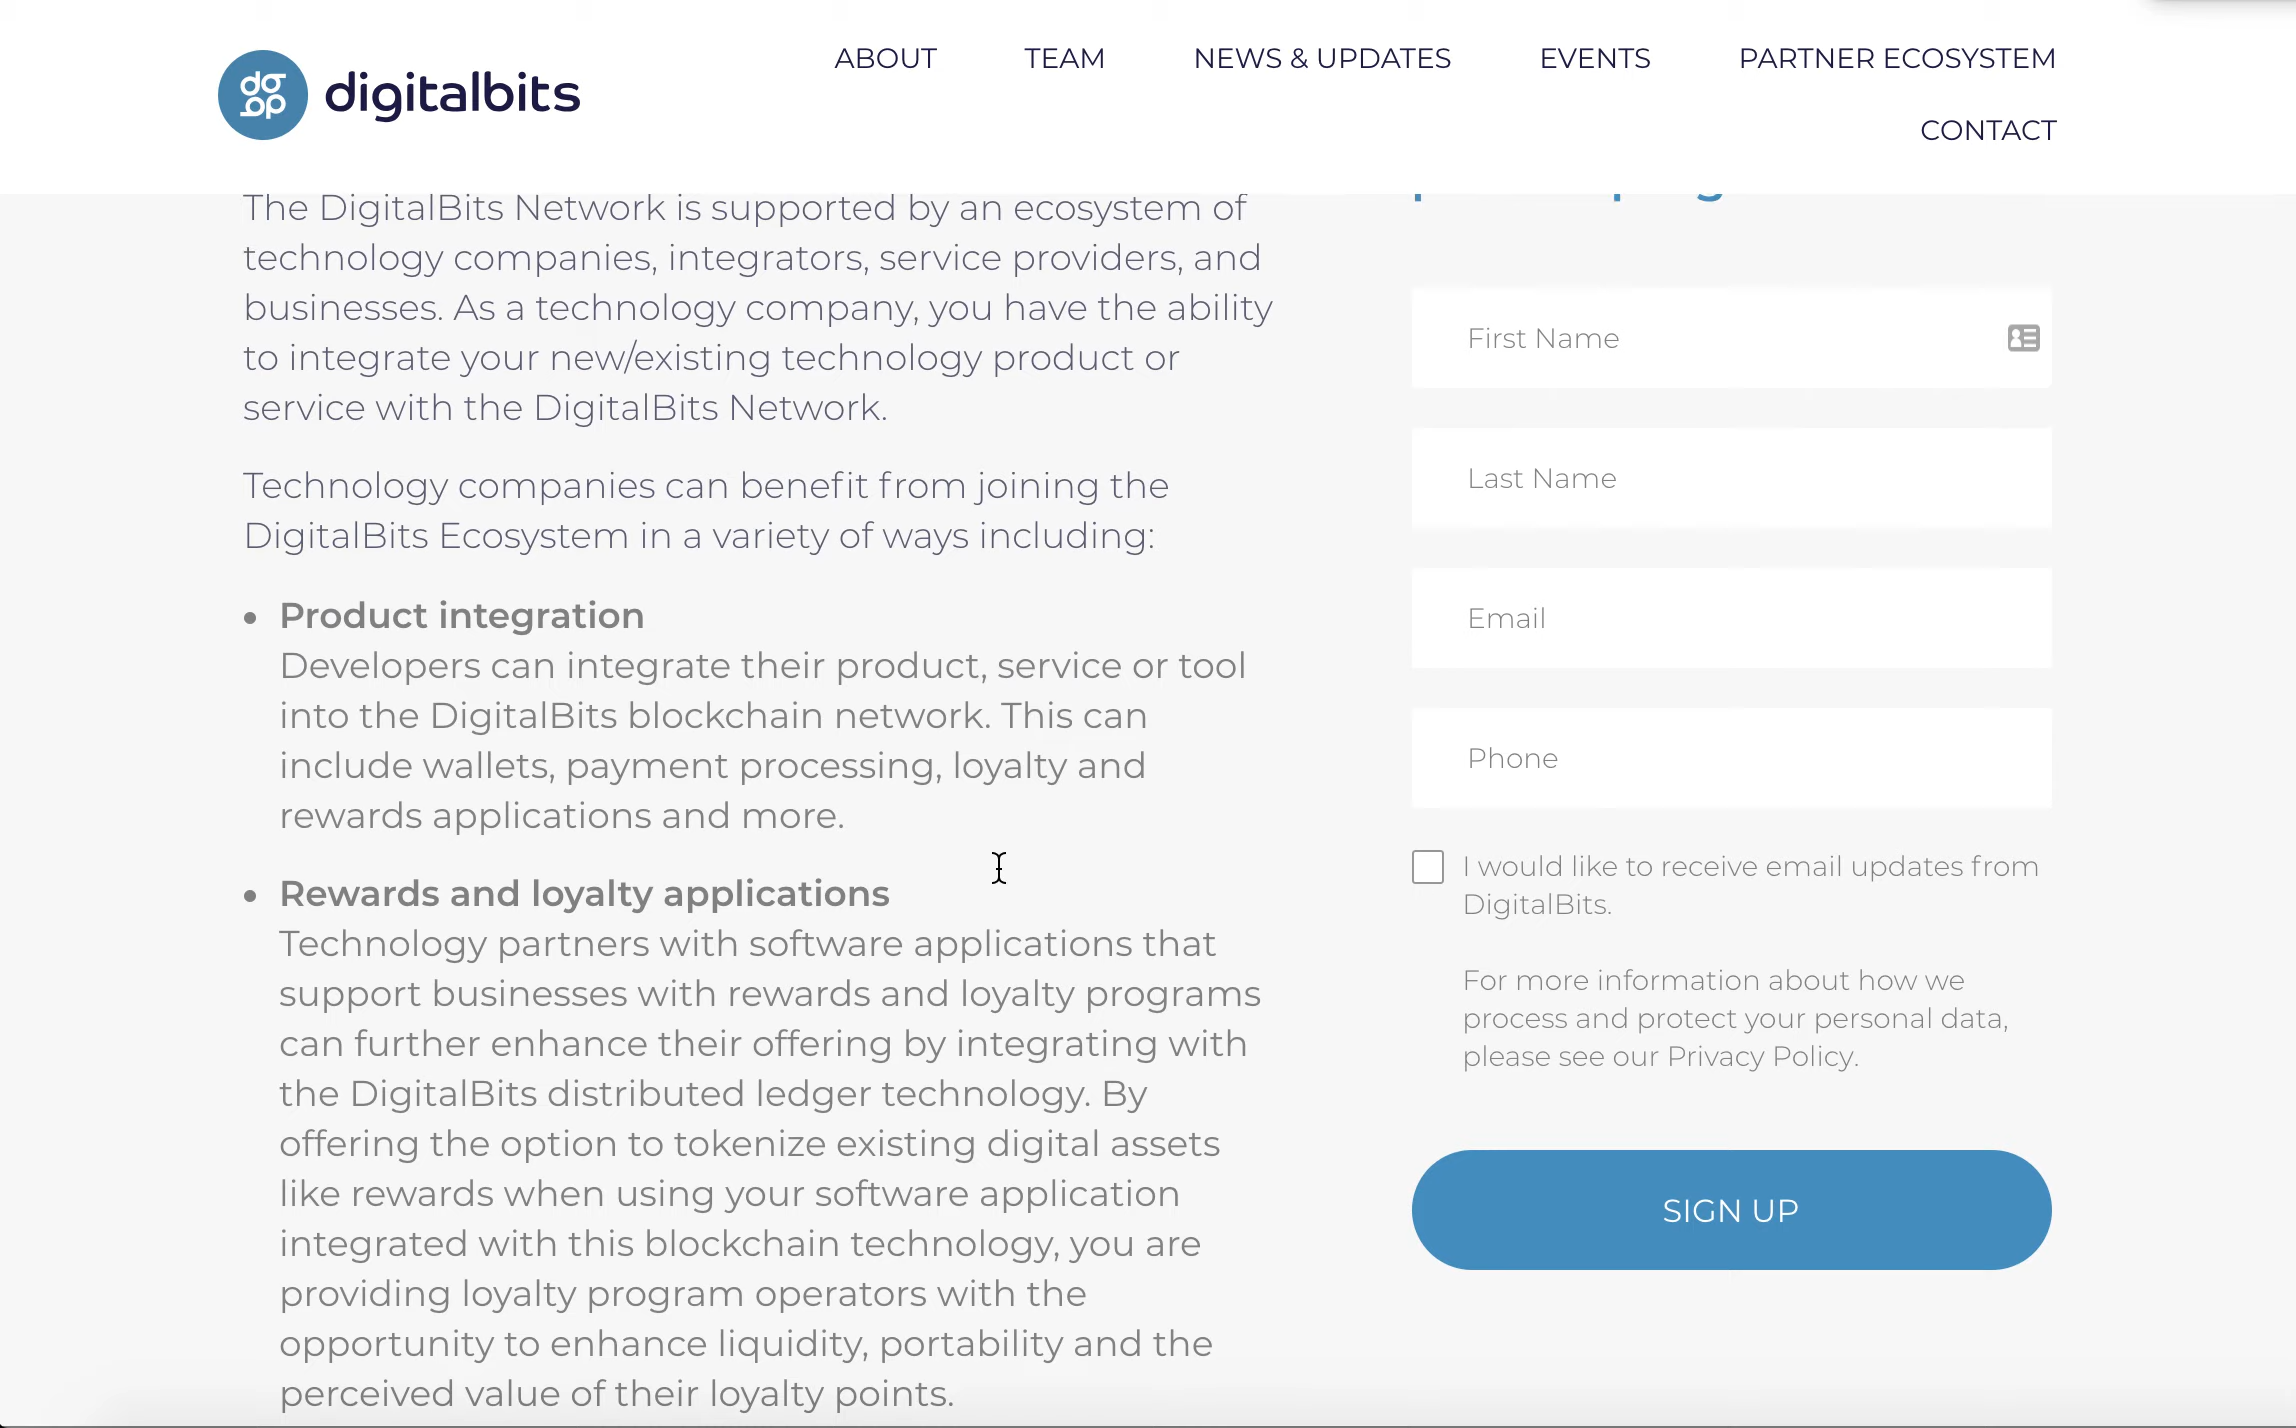 digitalbits
ABOUT
TEAM
NEWS & UPDATES
EVENTS
PARTNER ECOSYSTEM
CONTACT
The DigitalBits Network is supported by an ecosystem of
technology companies, integrators, service providers, and
businesses. As a technology company, you have the ability
to integrate your new/existing technology product or
service with the DigitalBits Network.
Technology companies can benefit from joining the
DigitalBits Ecosystem in a variety of ways including:
• Product integration
Developers can integrate their product, service or tool
into the DigitalBits blockchain network. This can
include wallets, payment processing, loyalty and
rewards applications and more.
• Rewards and loyalty applications
Technology partners with software applications that
support businesses with rewards and loyalty programs
can further enhance their offering by integrating with
the DigitalBits distributed ledger technology. By
offering the option to tokenize existing digital assets
like rewards when using your software application
integrated with this blockchain technology, you are
providing loyalty program operators with the
opportunity to enhance liquidity, portability and the
perceived value of their loyalty points.
First Name
Last Name
Email
Phone
I would like to receive email updates from
DigitalBits.
For more information about how we
process and protect your personal data,
please see our Privacy Policy.
SIGN UP